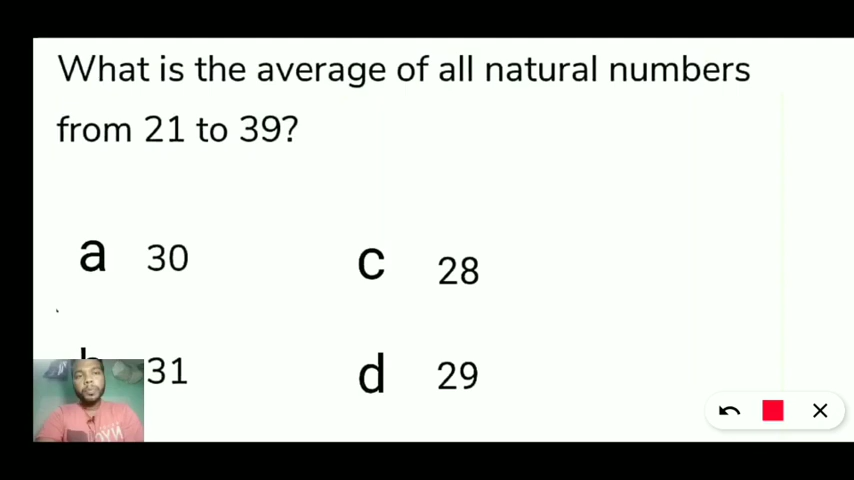 What is the average of all natural numbers
from 21 to 39?
a 30
c 28
31
d 29